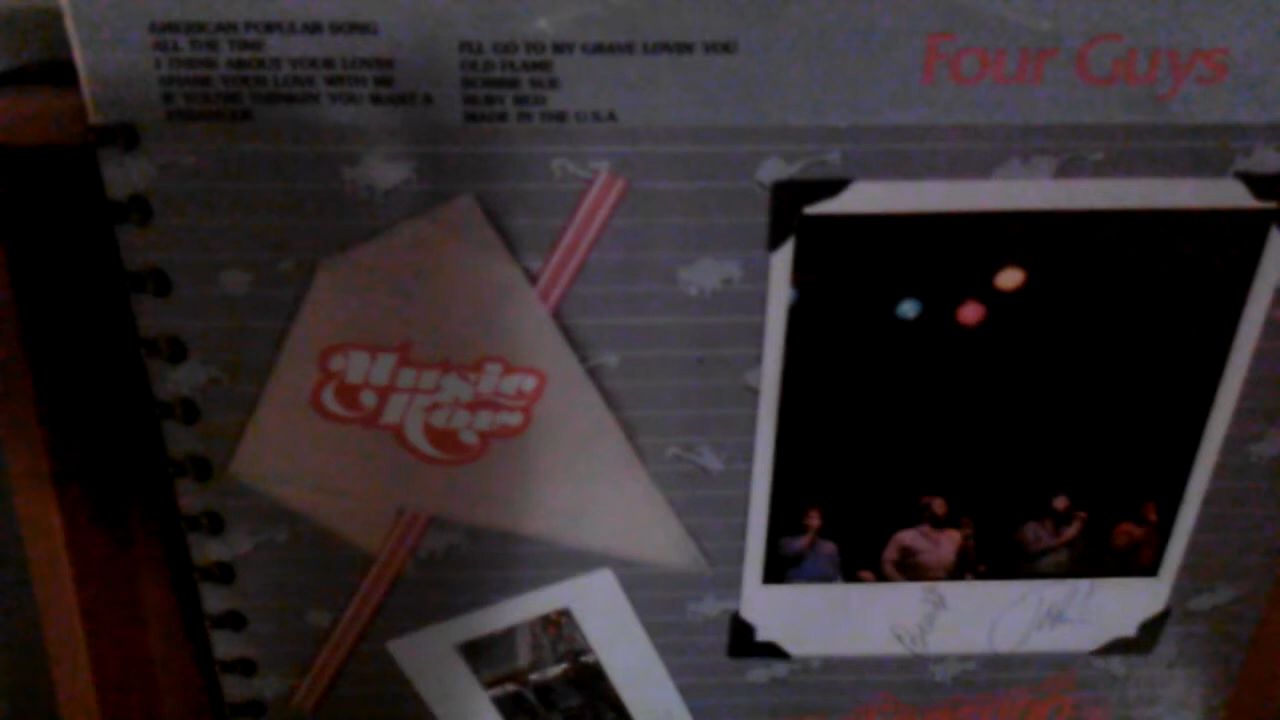 AMERICAN POPULAR SONG
ALL THE TIME
I THINK ABOUT YOUR LOVIN'
SHARE YOUR LOVE WITH ME
IF YOU'RE THINKIN' YOU WANT A
STRANGER
I'LL GO TO MY GRAVE LOVIN' YOU
OLD FLAME
BOBBIE SUE
RUBY RED
MADE IN THE U.S.A.
Four Guys
Music
Row